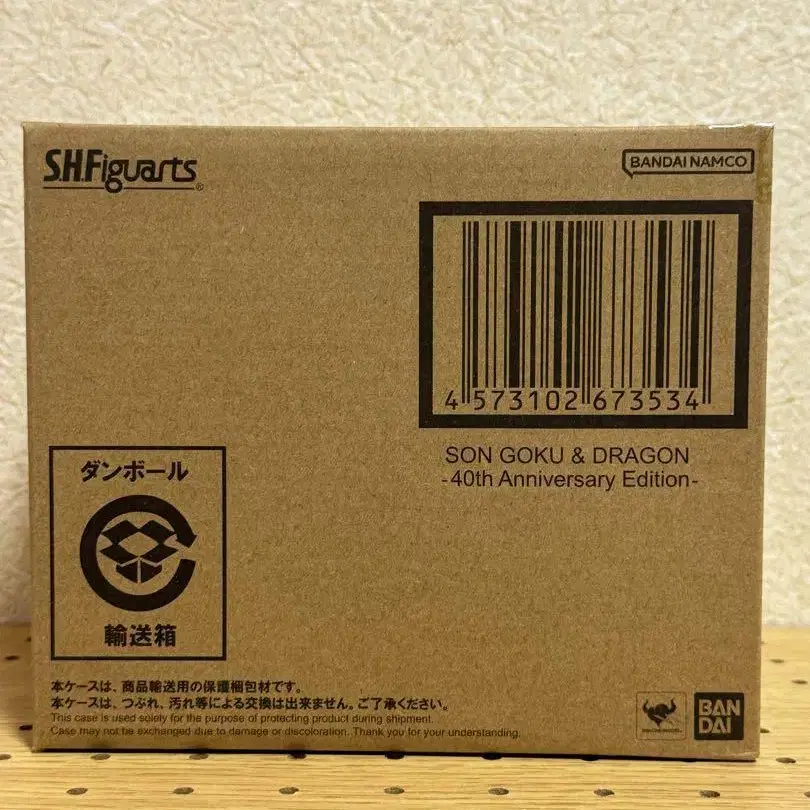 S.H.Figuarts
BANDAI NAMCO
4 573102 673534
SON GOKU & DRAGON
-40th Anniversary Edition-
ダンボール
輸送箱
本ケースは、商品輸送用の保護梱包材です。
本ケースは、つぶれ、汚れ等による交換は出来ません。ご了承ください。
This case is used solely for the purpose of protecting product during shipment.
Case may not be exchanged due to damage or discoloration. Thank you for your understanding.
BAN
DAI